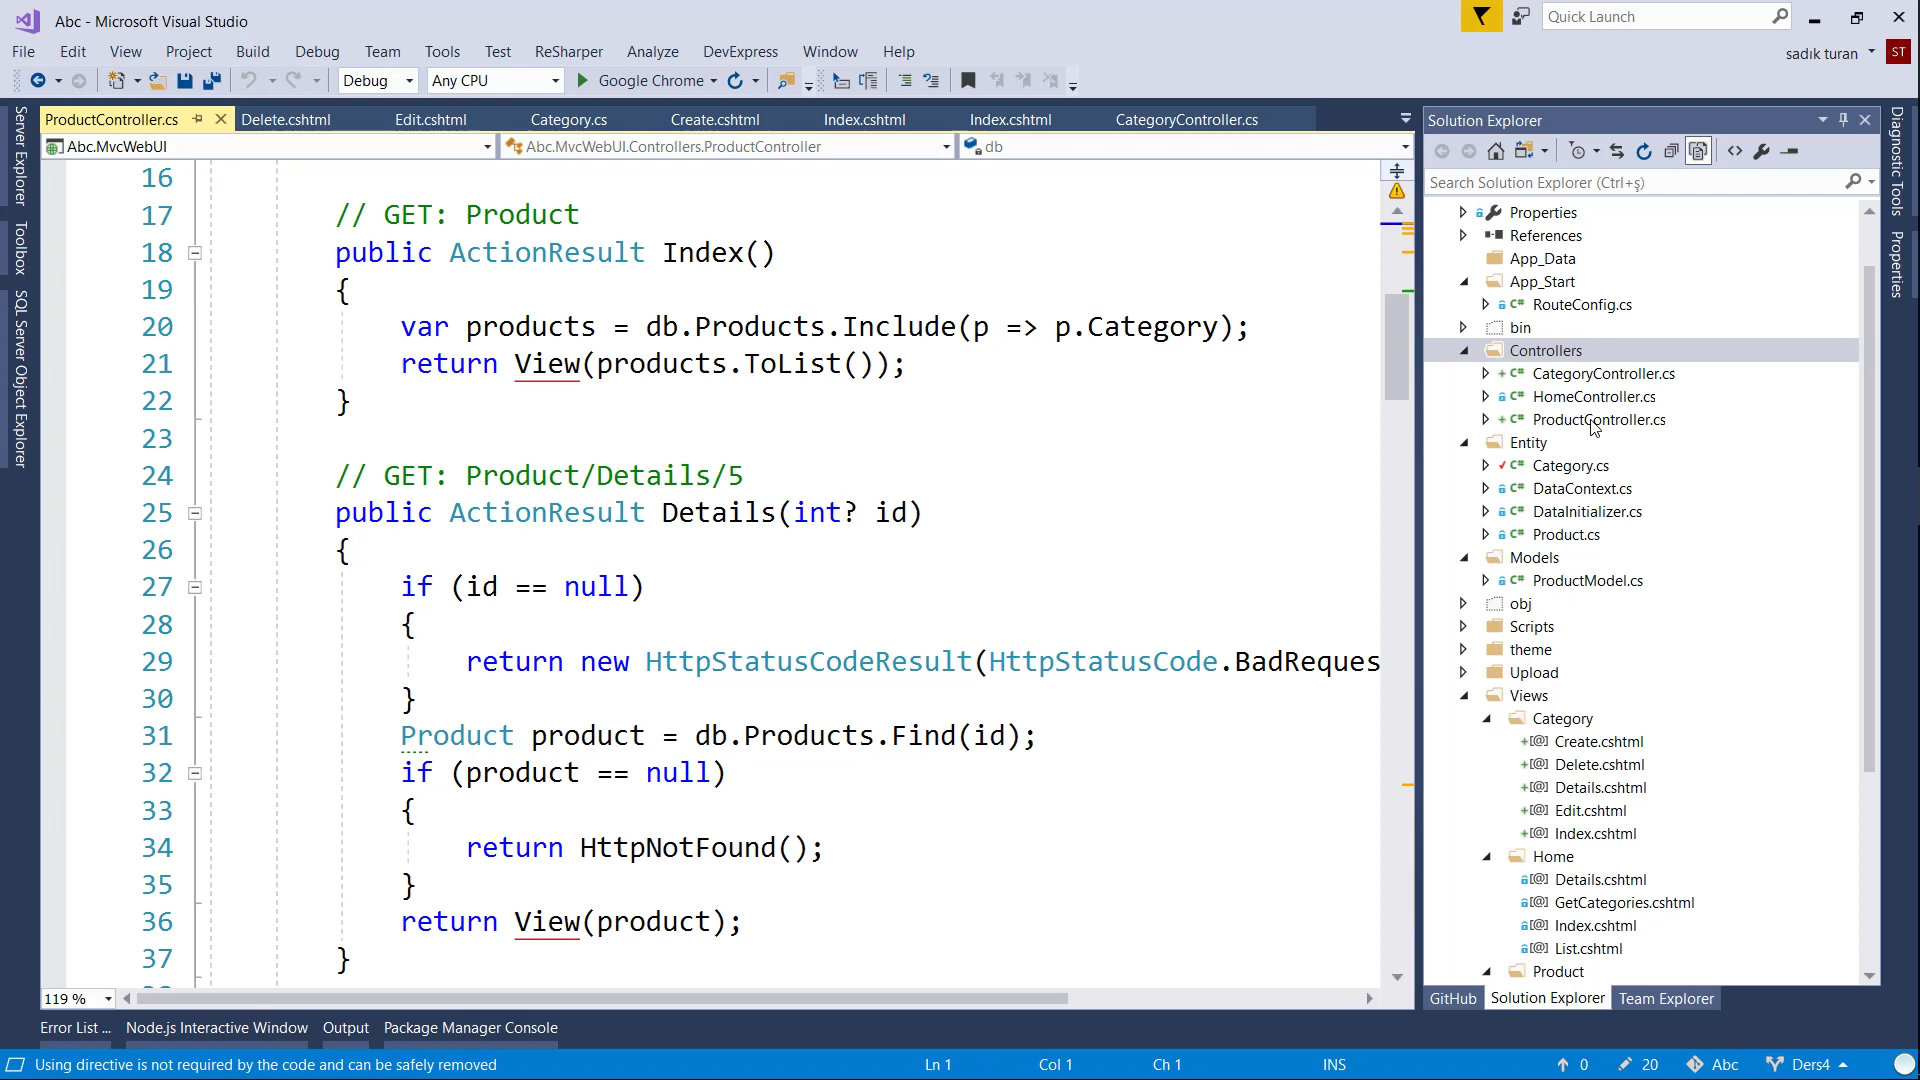 Abc - Microsoft Visual Studio
Quick Launch
File Edit View Project Build Debug Team Tools Test ReSharper Analyze DevExpress Window Help
sadık turan ST
Debug Any CPU Google Chrome
ProductController.cs Delete.cshtml Edit.cshtml Category.cs Create.cshtml Index.cshtml Index.cshtml CategoryController.cs
Abc.MvcWebUI Abc.MvcWebUI.Controllers.ProductController db
Server Explorer
Toolbox
SQL Server Object Explorer
16
17 // GET: Product
18 public ActionResult Index()
19 {
20 var products = db.Products.Include(p => p.Category);
21 return View(products.ToList());
22 }
23
24 // GET: Product/Details/5
25 public ActionResult Details(int? id)
26 {
27 if (id == null)
28 {
29 return new HttpStatusCodeResult(HttpStatusCode.BadReques
30 }
31 Product product = db.Products.Find(id);
32 if (product == null)
33 {
34 return HttpNotFound();
35 }
36 return View(product);
37 }
119 %
Solution Explorer
Search Solution Explorer (Ctrl+ş)
Properties
References
App_Data
App_Start
C# RouteConfig.cs
bin
Controllers
C# CategoryController.cs
C# HomeController.cs
C# ProductController.cs
Entity
C# Category.cs
C# DataContext.cs
C# DataInitializer.cs
C# Product.cs
Models
C# ProductModel.cs
obj
Scripts
theme
Upload
Views
Category
[@] Create.cshtml
[@] Delete.cshtml
[@] Details.cshtml
[@] Edit.cshtml
[@] Index.cshtml
Home
[@] Details.cshtml
[@] GetCategories.cshtml
[@] Index.cshtml
[@] List.cshtml
Product
GitHub Solution Explorer Team Explorer
Diagnostic Tools
Properties
Error List ... Node.js Interactive Window Output Package Manager Console
Using directive is not required by the code and can be safely removed Ln 1 Col 1 Ch 1 INS 0 20 Abc Ders4